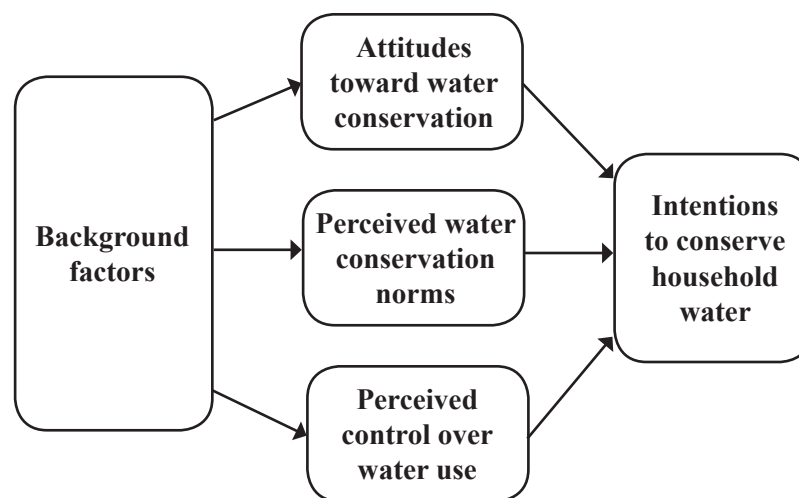 Attitudes
toward water
conservation
Background
factors
Perceived water
conservation
norms
Intentions
to conserve
household
water
Perceived
control over
water use